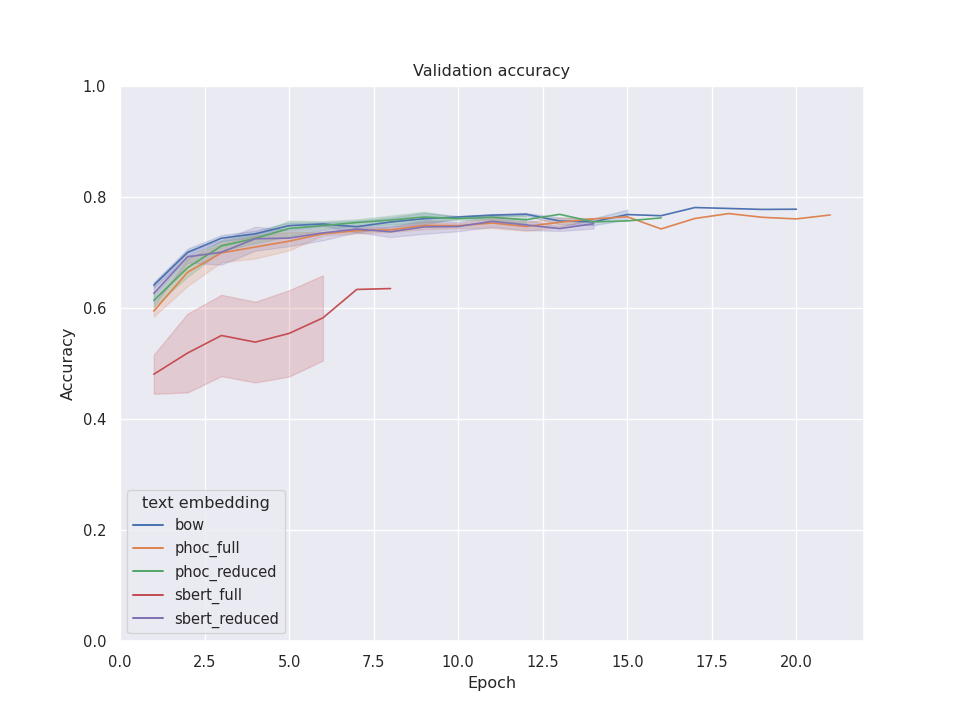 Validation accuracy
1.0
0.8
0.6
0.4
0.2
0.0
Accuracy
text embedding
bow
phoc_full
phoc_reduced
sbert_full
sbert_reduced
0.0 2.5 5.0 7.5 10.0 12.5 15.0 17.5 20.0
Epoch